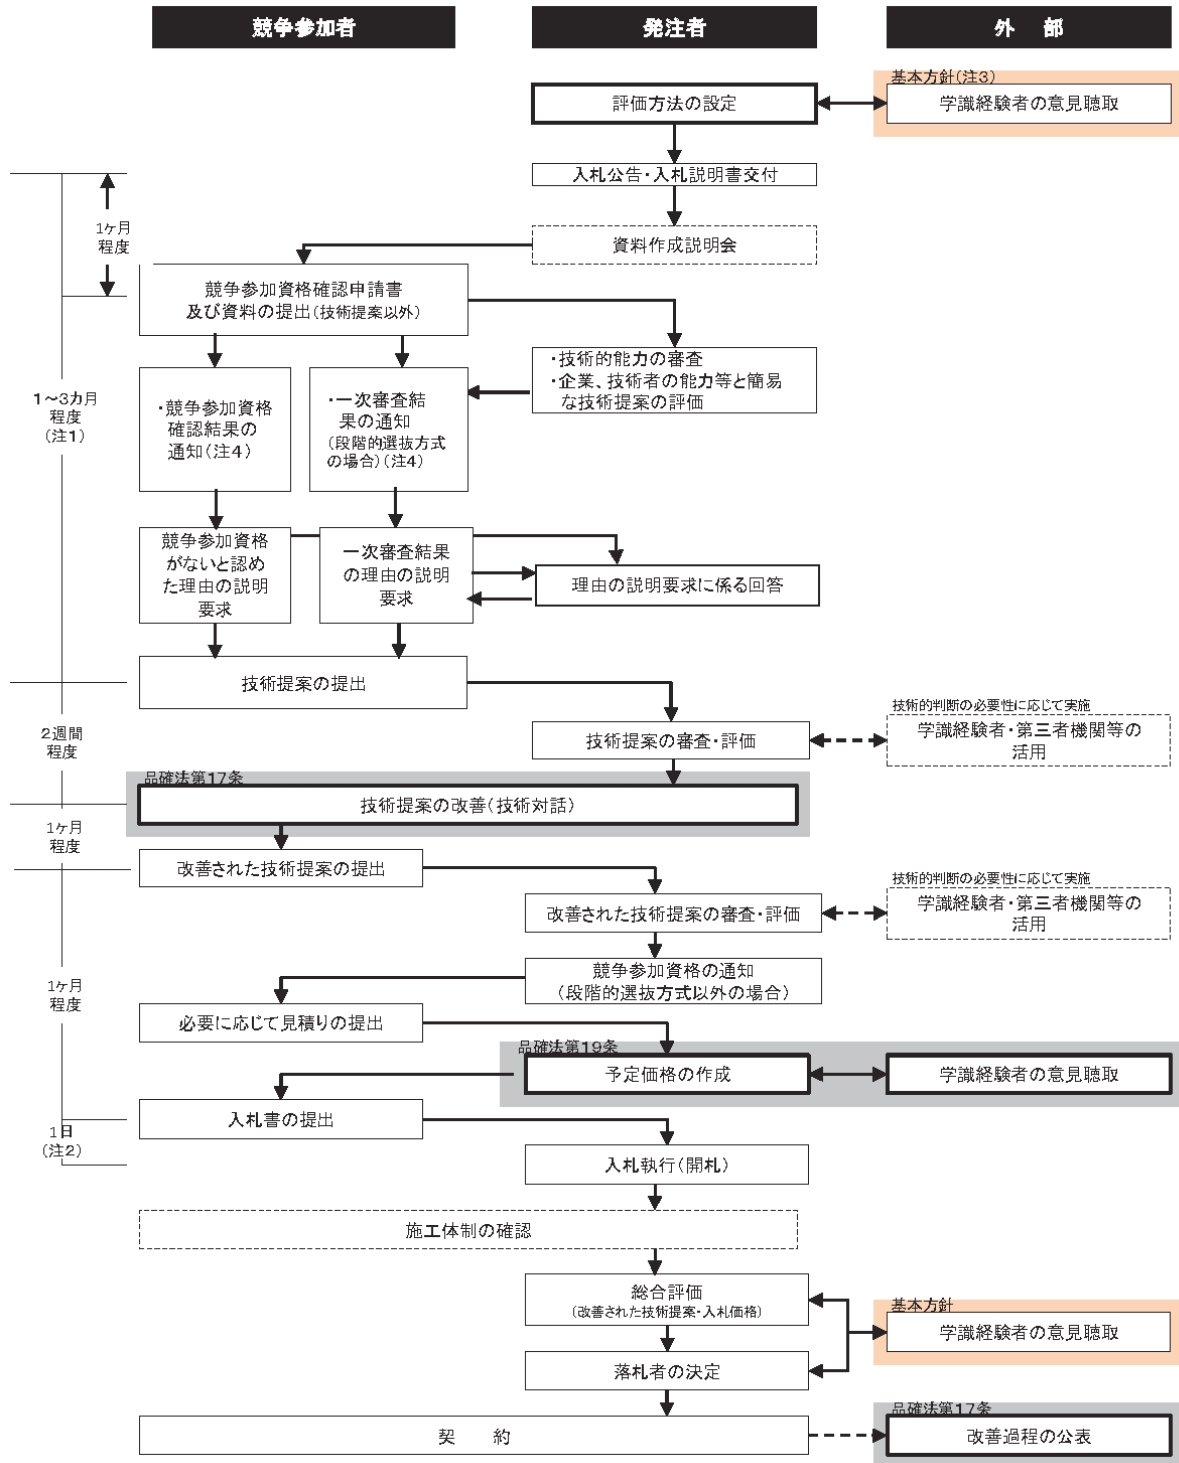 競争参加者
発注者
外 部
基本方針(注3)
評価方法の設定
学識経験者の意見聴取
入札公告・入札説明書交付
1ヶ月
程度
資料作成説明会
競争参加資格確認申請書
及び資料の提出(技術提案以外)
・技術的能力の審査
・企業、技術者の能力等と簡易
な技術提案の評価
1～3カ月
程度
(注1)
・競争参加資格
確認結果の
通知(注4)
・一次審査結
果の通知
(段階的選抜方式
の場合)(注4)
競争参加資格
がないと認め
た理由の説明
要求
一次審査結果
の理由の説明
要求
理由の説明要求に係る回答
技術提案の提出
2週間
程度
技術提案の審査・評価
技術的判断の必要性に応じて実施
学識経験者・第三者機関等の
活用
品確法第17条
技術提案の改善(技術対話)
1ヶ月
程度
改善された技術提案の提出
改善された技術提案の審査・評価
技術的判断の必要性に応じて実施
学識経験者・第三者機関等の
活用
競争参加資格の通知
(段階的選抜方式以外の場合)
1ヶ月
程度
必要に応じて見積りの提出
品確法第19条
予定価格の作成
学識経験者の意見聴取
入札書の提出
1日
(注2)
入札執行(開札)
施工体制の確認
総合評価
(改善された技術提案・入札価格)
基本方針
学識経験者の意見聴取
落札者の決定
品確法第17条
契 約
改善過程の公表